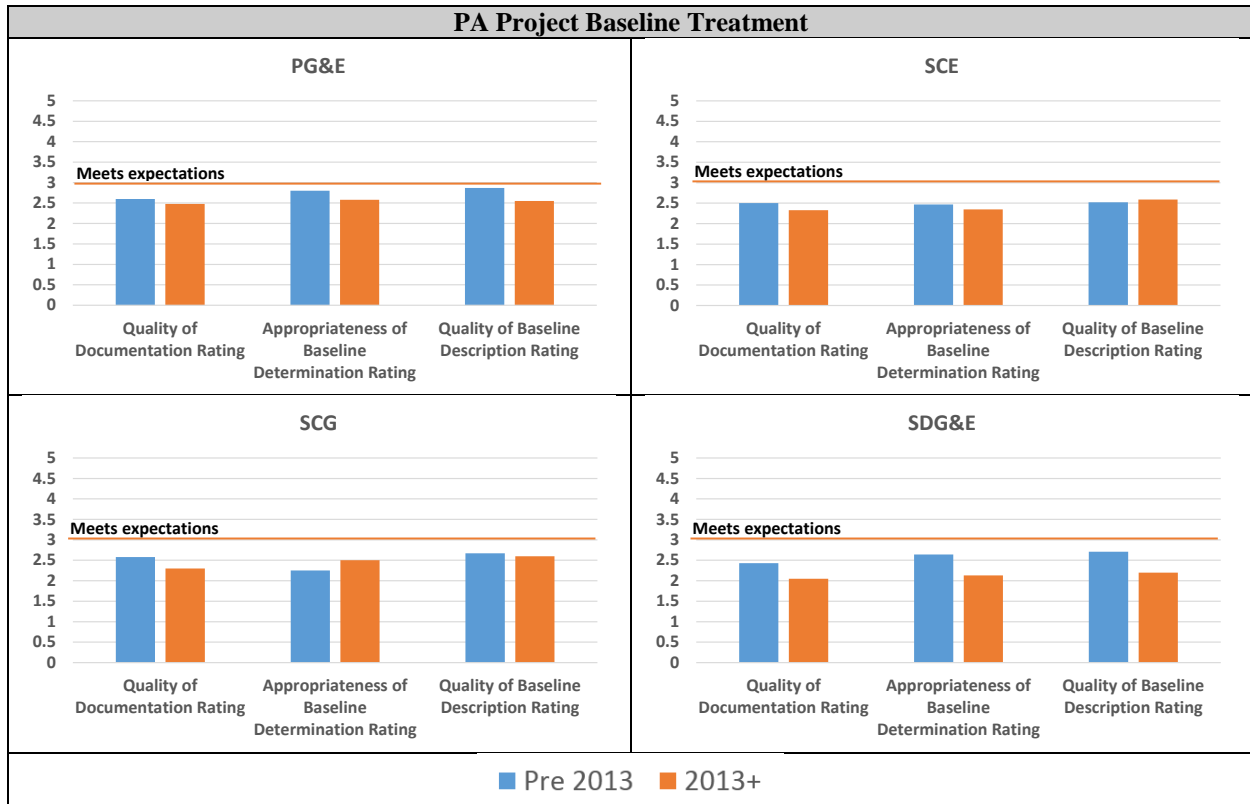 PA Project Baseline Treatment
PG&E
5
4.5
4
3.5
Meets expectations
3
2.5
2
1.5
1
0.5
0
Quality of
Documentation Rating
Appropriateness of
Baseline
Determination Rating
Quality of Baseline
Description Rating
SCE
5
4.5
4
3.5
Meets expectations
3
2.5
2
1.5
1
0.5
0
Quality of
Documentation Rating
Appropriateness of
Baseline
Determination Rating
Quality of Baseline
Description Rating
SCG
5
4.5
4
3.5
Meets expectations
3
2.5
2
1.5
1
0.5
0
Quality of
Documentation Rating
Appropriateness of
Baseline
Determination Rating
Quality of Baseline
Description Rating
SDG&E
5
4.5
4
3.5
Meets expectations
3
2.5
2
1.5
1
0.5
0
Quality of
Documentation Rating
Appropriateness of
Baseline
Determination Rating
Quality of Baseline
Description Rating
Pre 2013 2013+